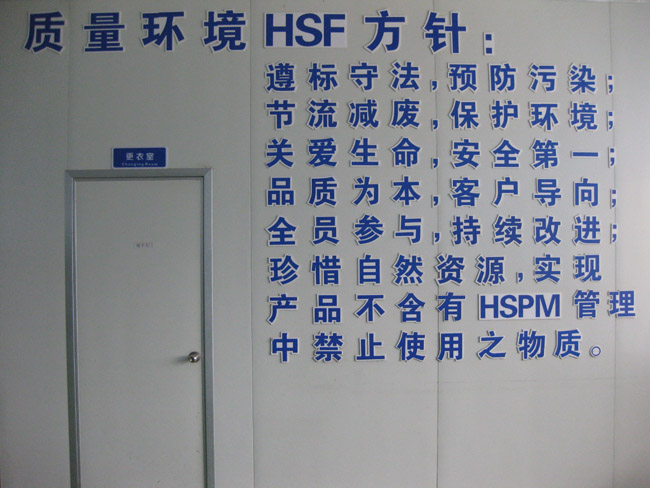 质量环境HSF方针：
遵标守法，预防污染；
节流减废，保护环境；
关爱生命，安全第一；
品质为本，客户导向；
全员参与，持续改进；
珍惜自然资源，实现
产品不含有HSPM管理
中禁止使用之物质。
更衣室
Changing Room